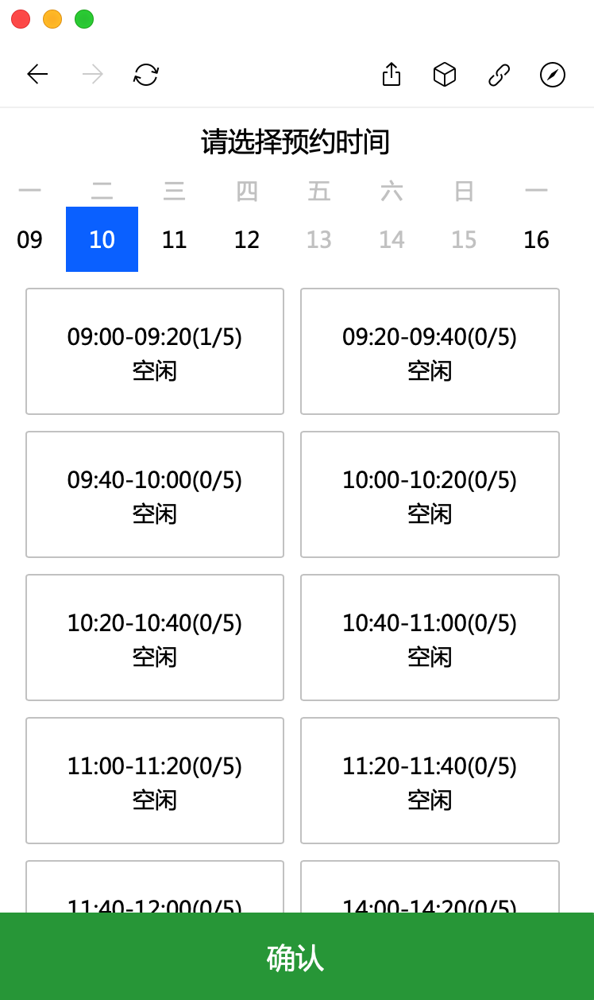 请选择预约时间
一 二 三 四 五 六 日 一
09 10 11 12 13 14 15 16
09:00-09:20(1/5) 09:20-09:40(0/5)
空闲 空闲
09:40-10:00(0/5) 10:00-10:20(0/5)
空闲 空闲
10:20-10:40(0/5) 10:40-11:00(0/5)
空闲 空闲
11:00-11:20(0/5) 11:20-11:40(0/5)
空闲 空闲
11:40-12:00(0/5) 14:00-14:20(0/5)
确认